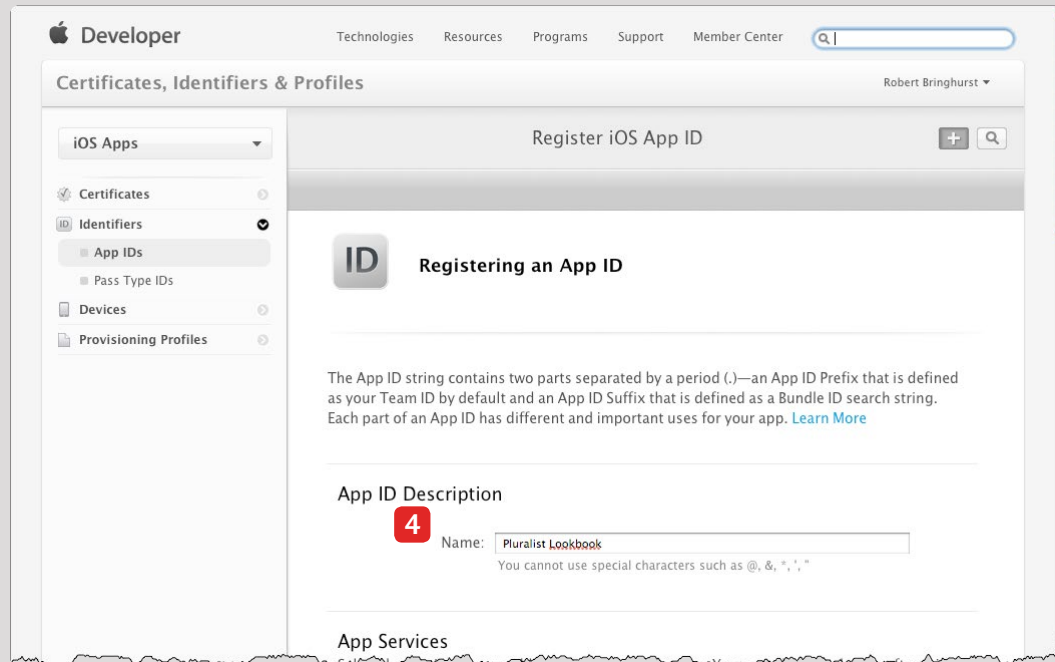 Developer
Technologies Resources Programs Support Member Center
Certificates, Identifiers & Profiles
Robert Bringhurst
iOS Apps
Register iOS App ID
Certificates
ID Identifiers
App IDs
Pass Type IDs
Devices
Provisioning Profiles
ID Registering an App ID
The App ID string contains two parts separated by a period (.)—an App ID Prefix that is defined
as your Team ID by default and an App ID Suffix that is defined as a Bundle ID search string.
Each part of an App ID has different and important uses for your app. Learn More
App ID Description
4
Name: Pluralist Lookbook
You cannot use special characters such as @, &, *, ', "
App Services